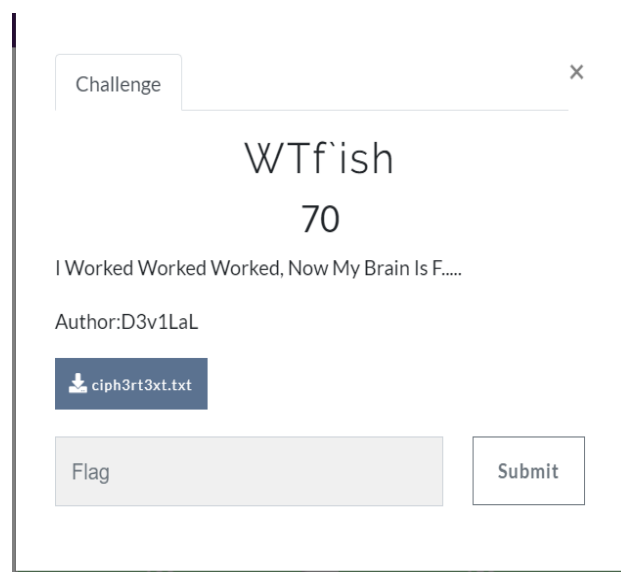 Challenge
×
WTf`ish
70
I Worked Worked Worked, Now My Brain Is F.....
Author:D3v1LaL
ciph3rt3xt.txt
Flag
Submit